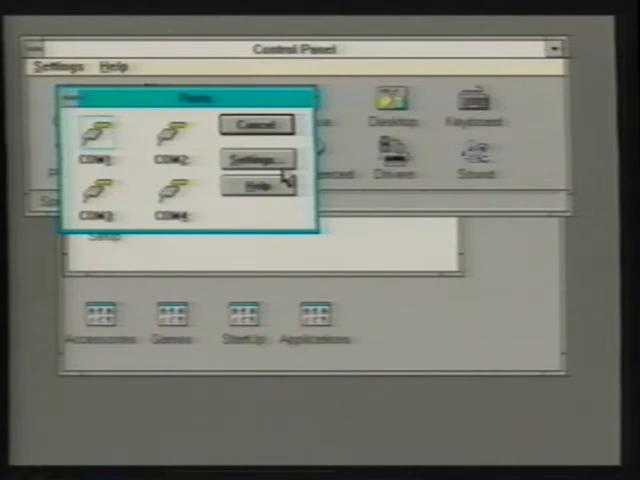 Control Panel
Settings Help
Ports
Cancel
Desktop
Keyboard
COM1
COM2
Settings...
Drivers
Sound
Help
COM3
COM4
Setup
Accessories
Games
StartUp
Applications